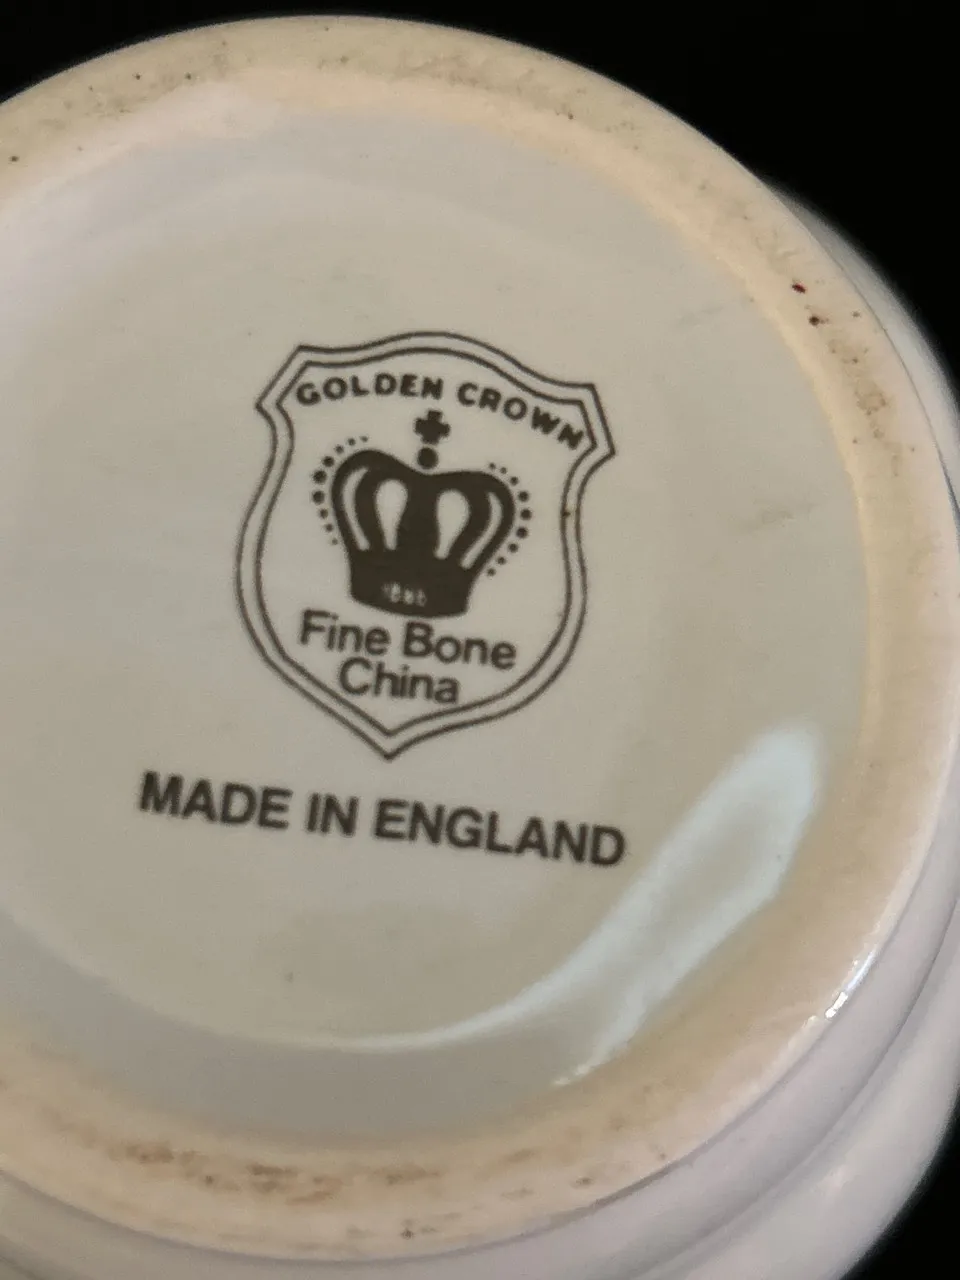 GOLDEN CROWN
Fine Bone
China
MADE IN ENGLAND